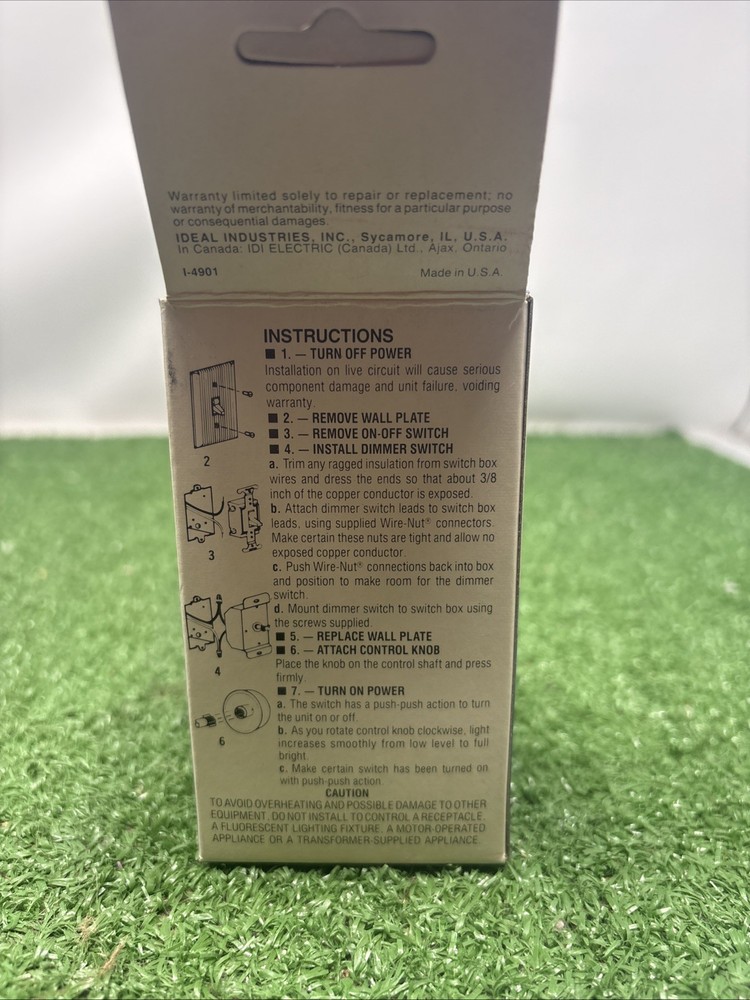 Warranty limited solely to repair or replacement; no
warranty of merchantability, fitness for a particular purpose
or consequential damages.
IDEAL INDUSTRIES, INC., Sycamore, IL, U.S.A.
In Canada: IDI ELECTRIC (Canada) Ltd., Ajax, Ontario
I-4901 Made in U.S.A.
INSTRUCTIONS
■ 1. — TURN OFF POWER
Installation on live circuit will cause serious
component damage and unit failure, voiding
warranty.
■ 2. — REMOVE WALL PLATE
■ 3. — REMOVE ON-OFF SWITCH
■ 4. — INSTALL DIMMER SWITCH
a. Trim any ragged insulation from switch box
wires and dress the ends so that about 3/8
inch of the copper conductor is exposed.
b. Attach dimmer switch leads to switch box
leads, using supplied Wire-Nut® connectors.
Make certain these nuts are tight and allow no
exposed copper conductor.
c. Push Wire-Nut® connections back into box
and position to make room for the dimmer
switch.
d. Mount dimmer switch to switch box using
the screws supplied.
■ 5. — REPLACE WALL PLATE
■ 6. — ATTACH CONTROL KNOB
Place the knob on the control shaft and press
firmly.
■ 7. — TURN ON POWER
a. The switch has a push-push action to turn
the unit on or off.
b. As you rotate control knob clockwise, light
increases smoothly from low level to full
bright.
c. Make certain switch has been turned on
with push-push action.
CAUTION
TO AVOID OVERHEATING AND POSSIBLE DAMAGE TO OTHER
EQUIPMENT, DO NOT INSTALL TO CONTROL A RECEPTACLE,
A FLUORESCENT LIGHTING FIXTURE, A MOTOR-OPERATED
APPLIANCE OR A TRANSFORMER-SUPPLIED APPLIANCE.
2
3
4
6